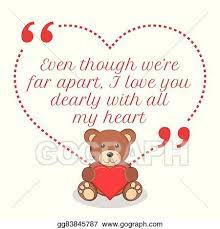 “
Even though we're
far apart, I love you
dearly with all
my heart
”
GOGRAPH
© gg83845787 www.gograph.com